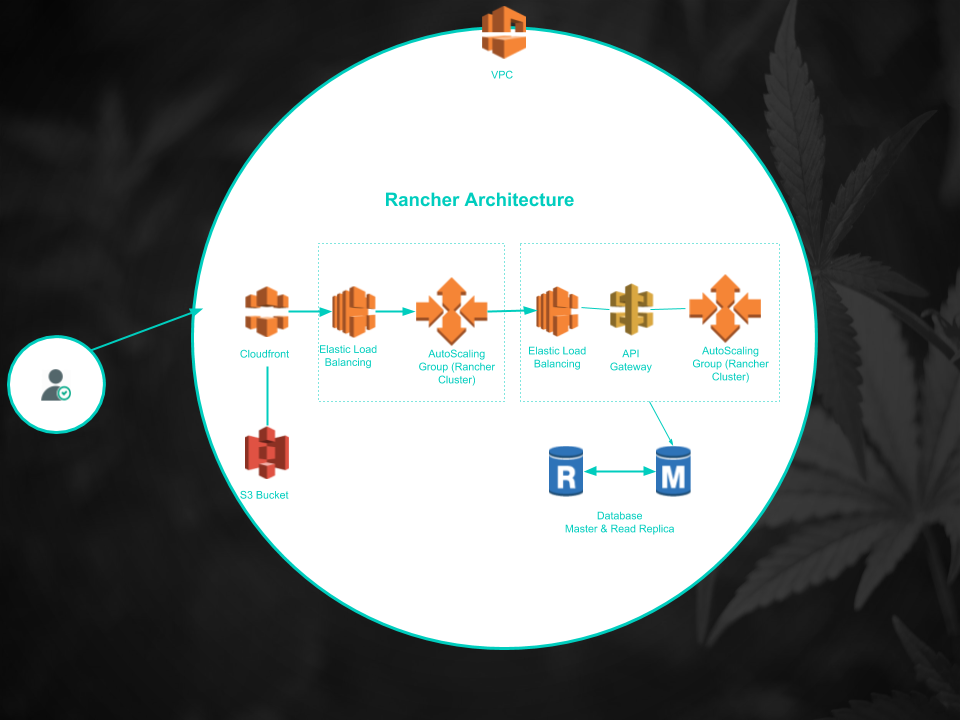 VPC
Rancher Architecture
Cloudfront
Elastic Load
Balancing
AutoScaling
Group (Rancher
Cluster)
Elastic Load
Balancing
API
Gateway
AutoScaling
Group (Rancher
Cluster)
S3 Bucket
R
M
Database
Master & Read Replica